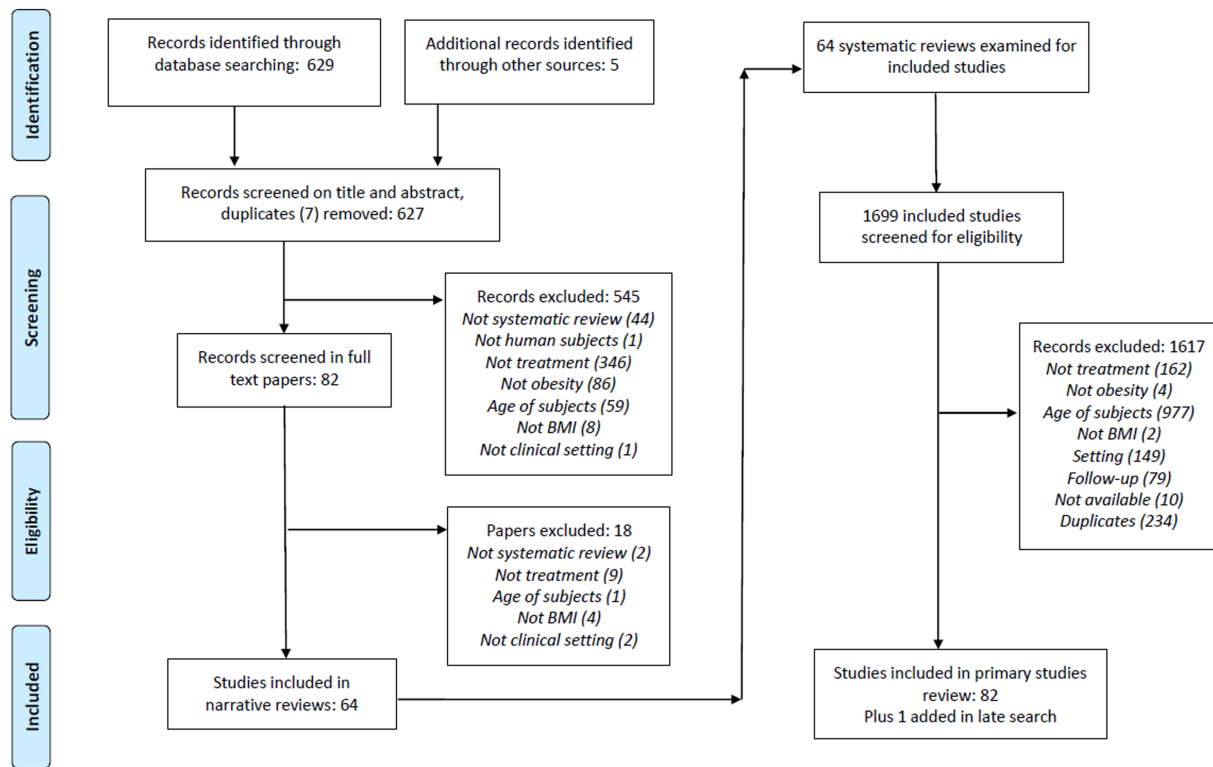 Identification
Records identified through
database searching: 629
Additional records identified
through other sources: 5
Records screened on title and abstract,
duplicates (7) removed: 627
Screening
Records excluded: 545
Not systematic review (44)
Not human subjects (1)
Not treatment (346)
Not obesity (86)
Age of subjects (59)
Not BMI (8)
Not clinical setting (1)
Records screened in full
text papers: 82
Eligibility
Papers excluded: 18
Not systematic review (2)
Not treatment (9)
Age of subjects (1)
Not BMI (4)
Not clinical setting (2)
Included
Studies included in
narrative reviews: 64
64 systematic reviews examined for
included studies
1699 included studies
screened for eligibility
Records excluded: 1617
Not treatment (162)
Not obesity (4)
Age of subjects (977)
Not BMI (2)
Setting (149)
Follow-up (79)
Not available (10)
Duplicates (234)
Studies included in primary studies
review: 82
Plus 1 added in late search